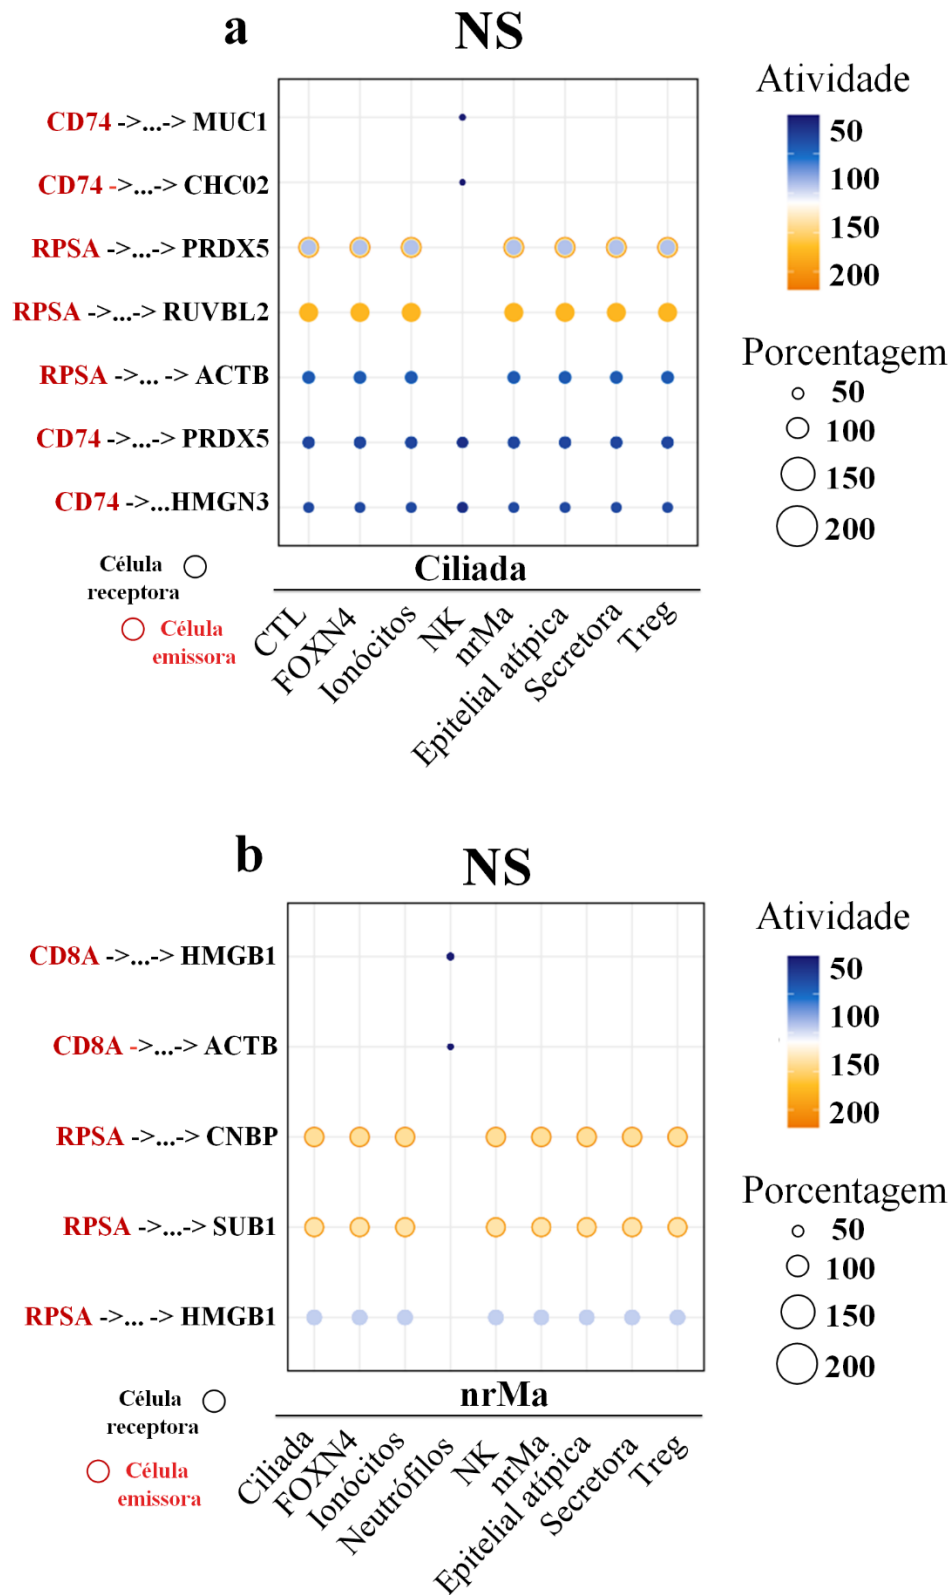 a
NS
CD74 ->...-> MUC1
CD74 ->...-> CHC02
RPSA ->...-> PRDX5
RPSA ->...-> RUVBL2
RPSA ->... -> ACTB
CD74 ->...-> PRDX5
CD74 ->...HMGN3
Atividade
50
100
150
200
Porcentagem
50
100
150
200
Célula
receptora
Célula
emissora
Ciliada
CTL
FOXN4
Ionócitos
NK
nrMa
Epitelial atípica
Secretora
Treg
b
NS
CD8A ->...-> HMGB1
CD8A ->...-> ACTB
RPSA ->...-> CNBP
RPSA ->...-> SUB1
RPSA ->... -> HMGB1
Atividade
50
100
150
200
Porcentagem
50
100
150
200
Célula
receptora
Célula
emissora
nrMa
Ciliada
FOXN4
Ionócitos
Neutrófilos
NK
nrMa
Epitelial atípica
Secretora
Treg